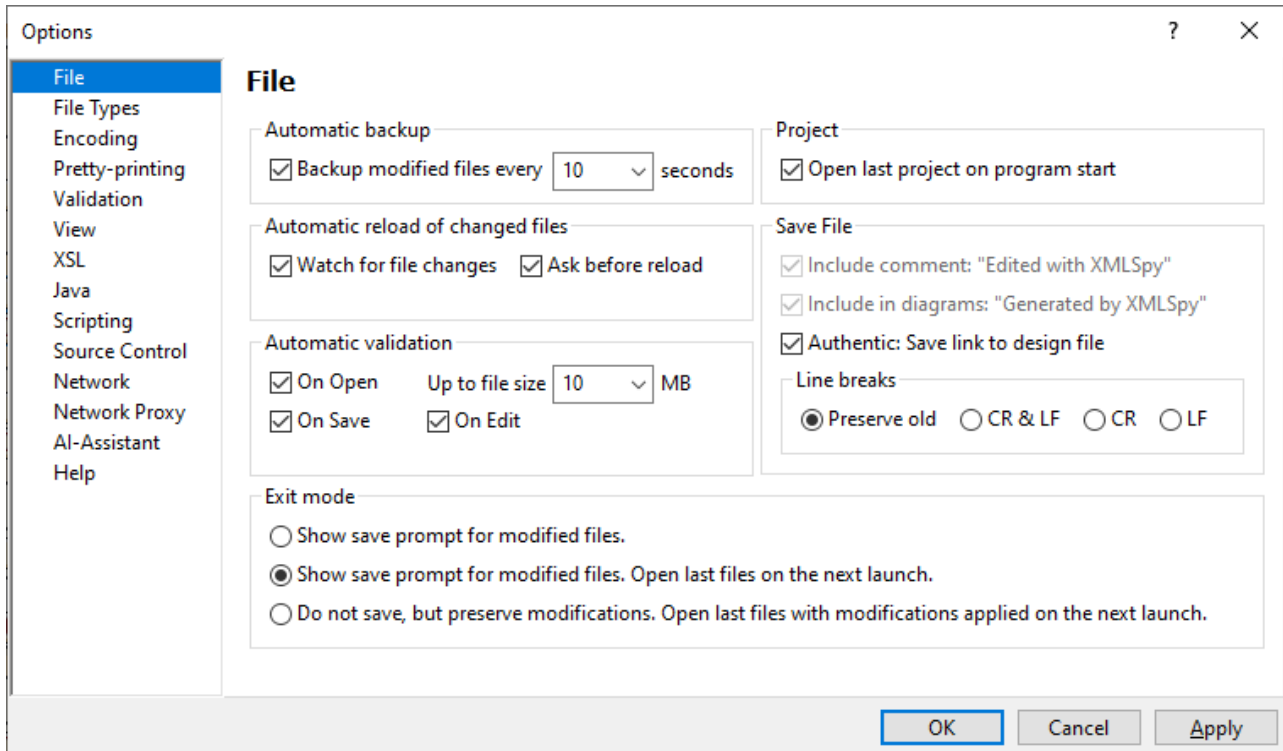 Options
?
File
File Types
Encoding
Pretty-printing
Validation
View
XSL
Java
Scripting
Source Control
Network
Network Proxy
AI-Assistant
Help
File
Automatic backup
Backup modified files every 10 seconds
Automatic reload of changed files
Watch for file changes Ask before reload
Automatic validation
On Open Up to file size 10 MB
On Save On Edit
Project
Open last project on program start
Save File
Include comment: "Edited with XMLSpy"
Include in diagrams: "Generated by XMLSpy"
Authentic: Save link to design file
Line breaks
Preserve old CR & LF CR LF
Exit mode
Show save prompt for modified files.
Show save prompt for modified files. Open last files on the next launch.
Do not save, but preserve modifications. Open last files with modifications applied on the next launch.
OK Cancel Apply